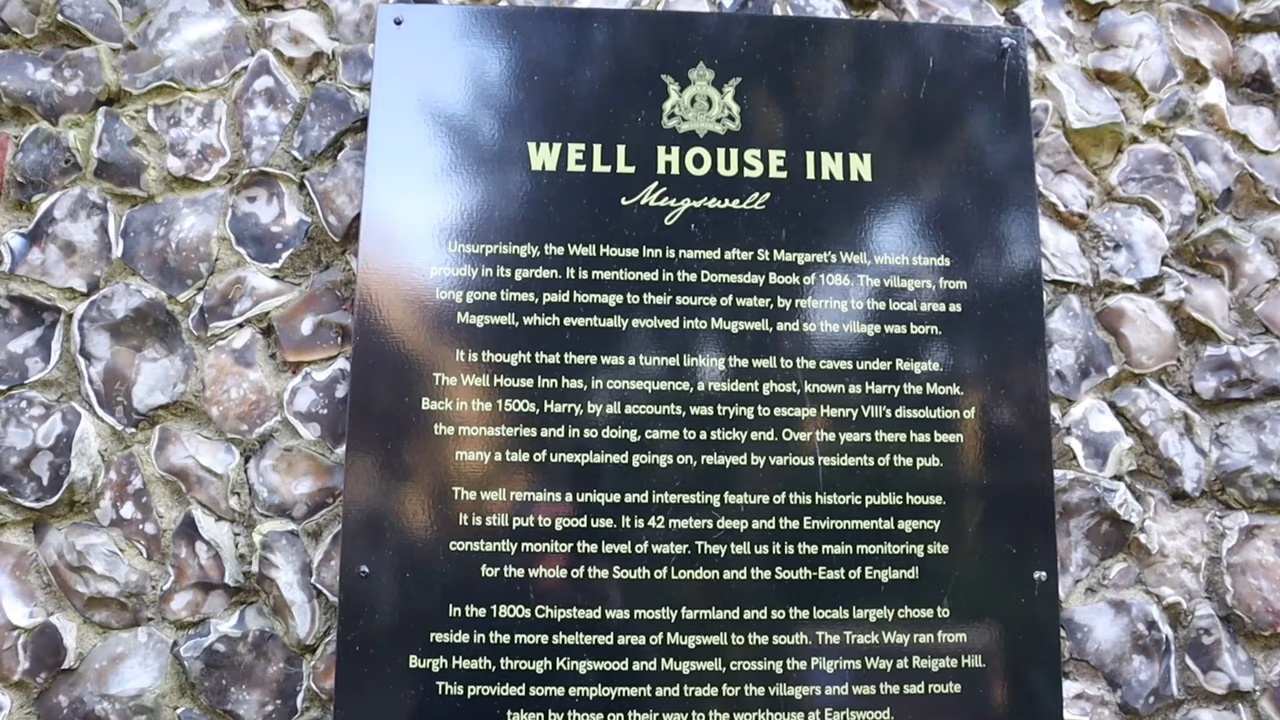 WELL HOUSE INN
Mugswell
Unsurprisingly, the Well House Inn is named after St Margaret's Well, which stands
proudly in its garden. It is mentioned in the Domesday Book of 1086. The villagers, from
long gone times, paid homage to their source of water, by referring to the local area as
Magswell, which eventually evolved into Mugswell, and so the village was born.
It is thought that there was a tunnel linking the well to the caves under Reigate.
The Well House Inn has, in consequence, a resident ghost, known as Harry the Monk.
Back in the 1500s, Harry, by all accounts, was trying to escape Henry VIII's dissolution of
the monasteries and in so doing, came to a sticky end. Over the years there has been
many a tale of unexplained goings on, relayed by various residents of the pub.
The well remains a unique and interesting feature of this historic public house.
It is still put to good use. It is 42 meters deep and the Environmental agency
constantly monitor the level of water. They tell us it is the main monitoring site
for the whole of the South of London and the South-East of England!
In the 1800s Chipstead was mostly farmland and so the locals largely chose to
reside in the more sheltered area of Mugswell to the south. The Track Way ran from
Burgh Heath, through Kingswood and Mugswell, crossing the Pilgrims Way at Reigate Hill.
This provided some employment and trade for the villagers and was the sad route
taken by those on their way to the workhouse at Earlswood.